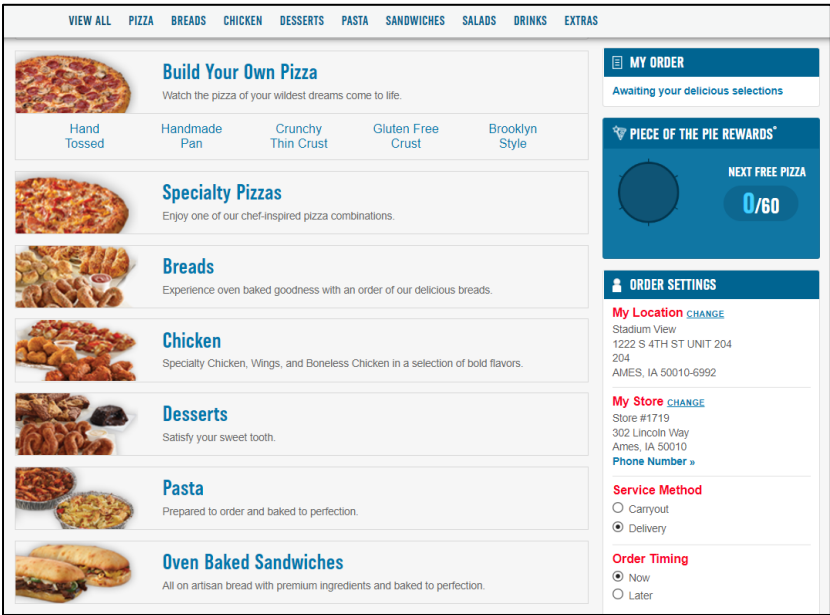 VIEW ALL PIZZA BREADS CHICKEN DESSERTS PASTA SANDWICHES SALADS DRINKS EXTRAS
Build Your Own Pizza
Watch the pizza of your wildest dreams come to life.
Hand
Tossed
Handmade
Pan
Crunchy
Thin Crust
Gluten Free
Crust
Brooklyn
Style
Specialty Pizzas
Enjoy one of our chef-inspired pizza combinations.
Breads
Experience oven baked goodness with an order of our delicious breads.
Chicken
Specialty Chicken, Wings, and Boneless Chicken in a selection of bold flavors.
Desserts
Satisfy your sweet tooth.
Pasta
Prepared to order and baked to perfection.
Oven Baked Sandwiches
All on artisan bread with premium ingredients and baked to perfection.
MY ORDER
Awaiting your delicious selections
PIECE OF THE PIE REWARDS*
NEXT FREE PIZZA
0/60
ORDER SETTINGS
My Location CHANGE
Stadium View
1222 S 4TH ST UNIT 204
204
AMES, IA 50010-6992
My Store CHANGE
Store #1719
302 Lincoln Way
Ames, IA 50010
Phone Number »
Service Method
Carryout
Delivery
Order Timing
Now
Later